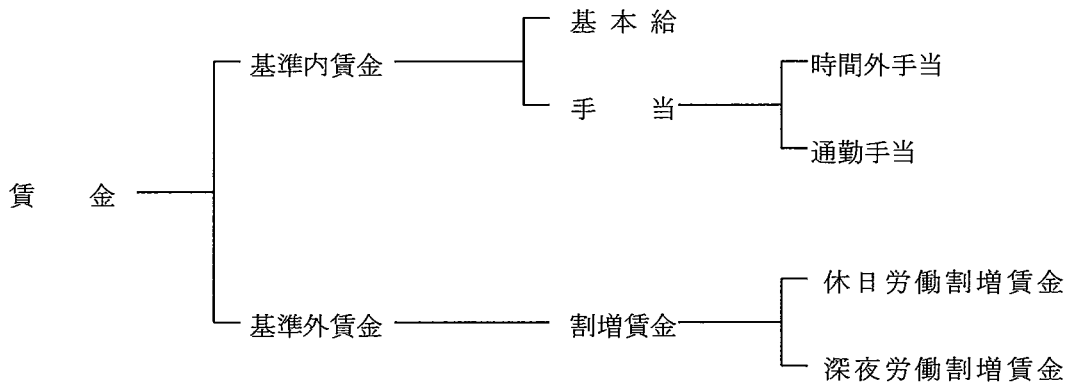 基本給
基準内賃金
時間外手当
手当
通勤手当
賃金
休日労働割増賃金
基準外賃金
割増賃金
深夜労働割増賃金